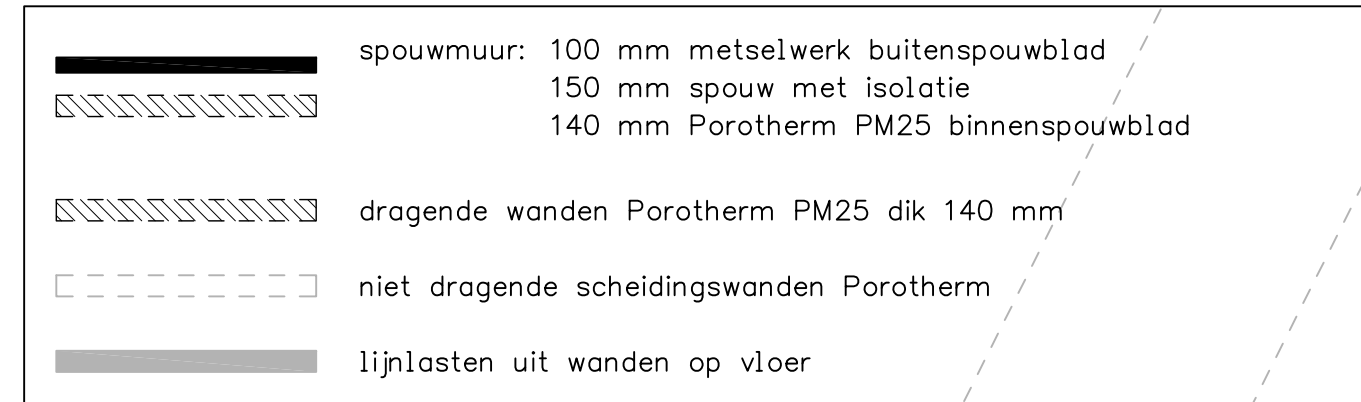 spouwmuur: 100 mm metselwerk buitenspouwblad
150 mm spouw met isolatie
140 mm Porotherm PM25 binnenspouwblad
dragende wanden Porotherm PM25 dik 140 mm
niet dragende scheidingswanden Porotherm
lijnlasten uit wanden op vloer